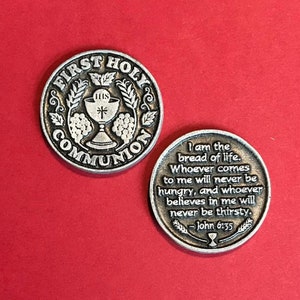 FIRST HOLY
IHS
COMMUNION
I am the
bread of life.
Whoever comes
to me will never be
hungry, and whoever
believes in me will
never be thirsty.
- John 6:35